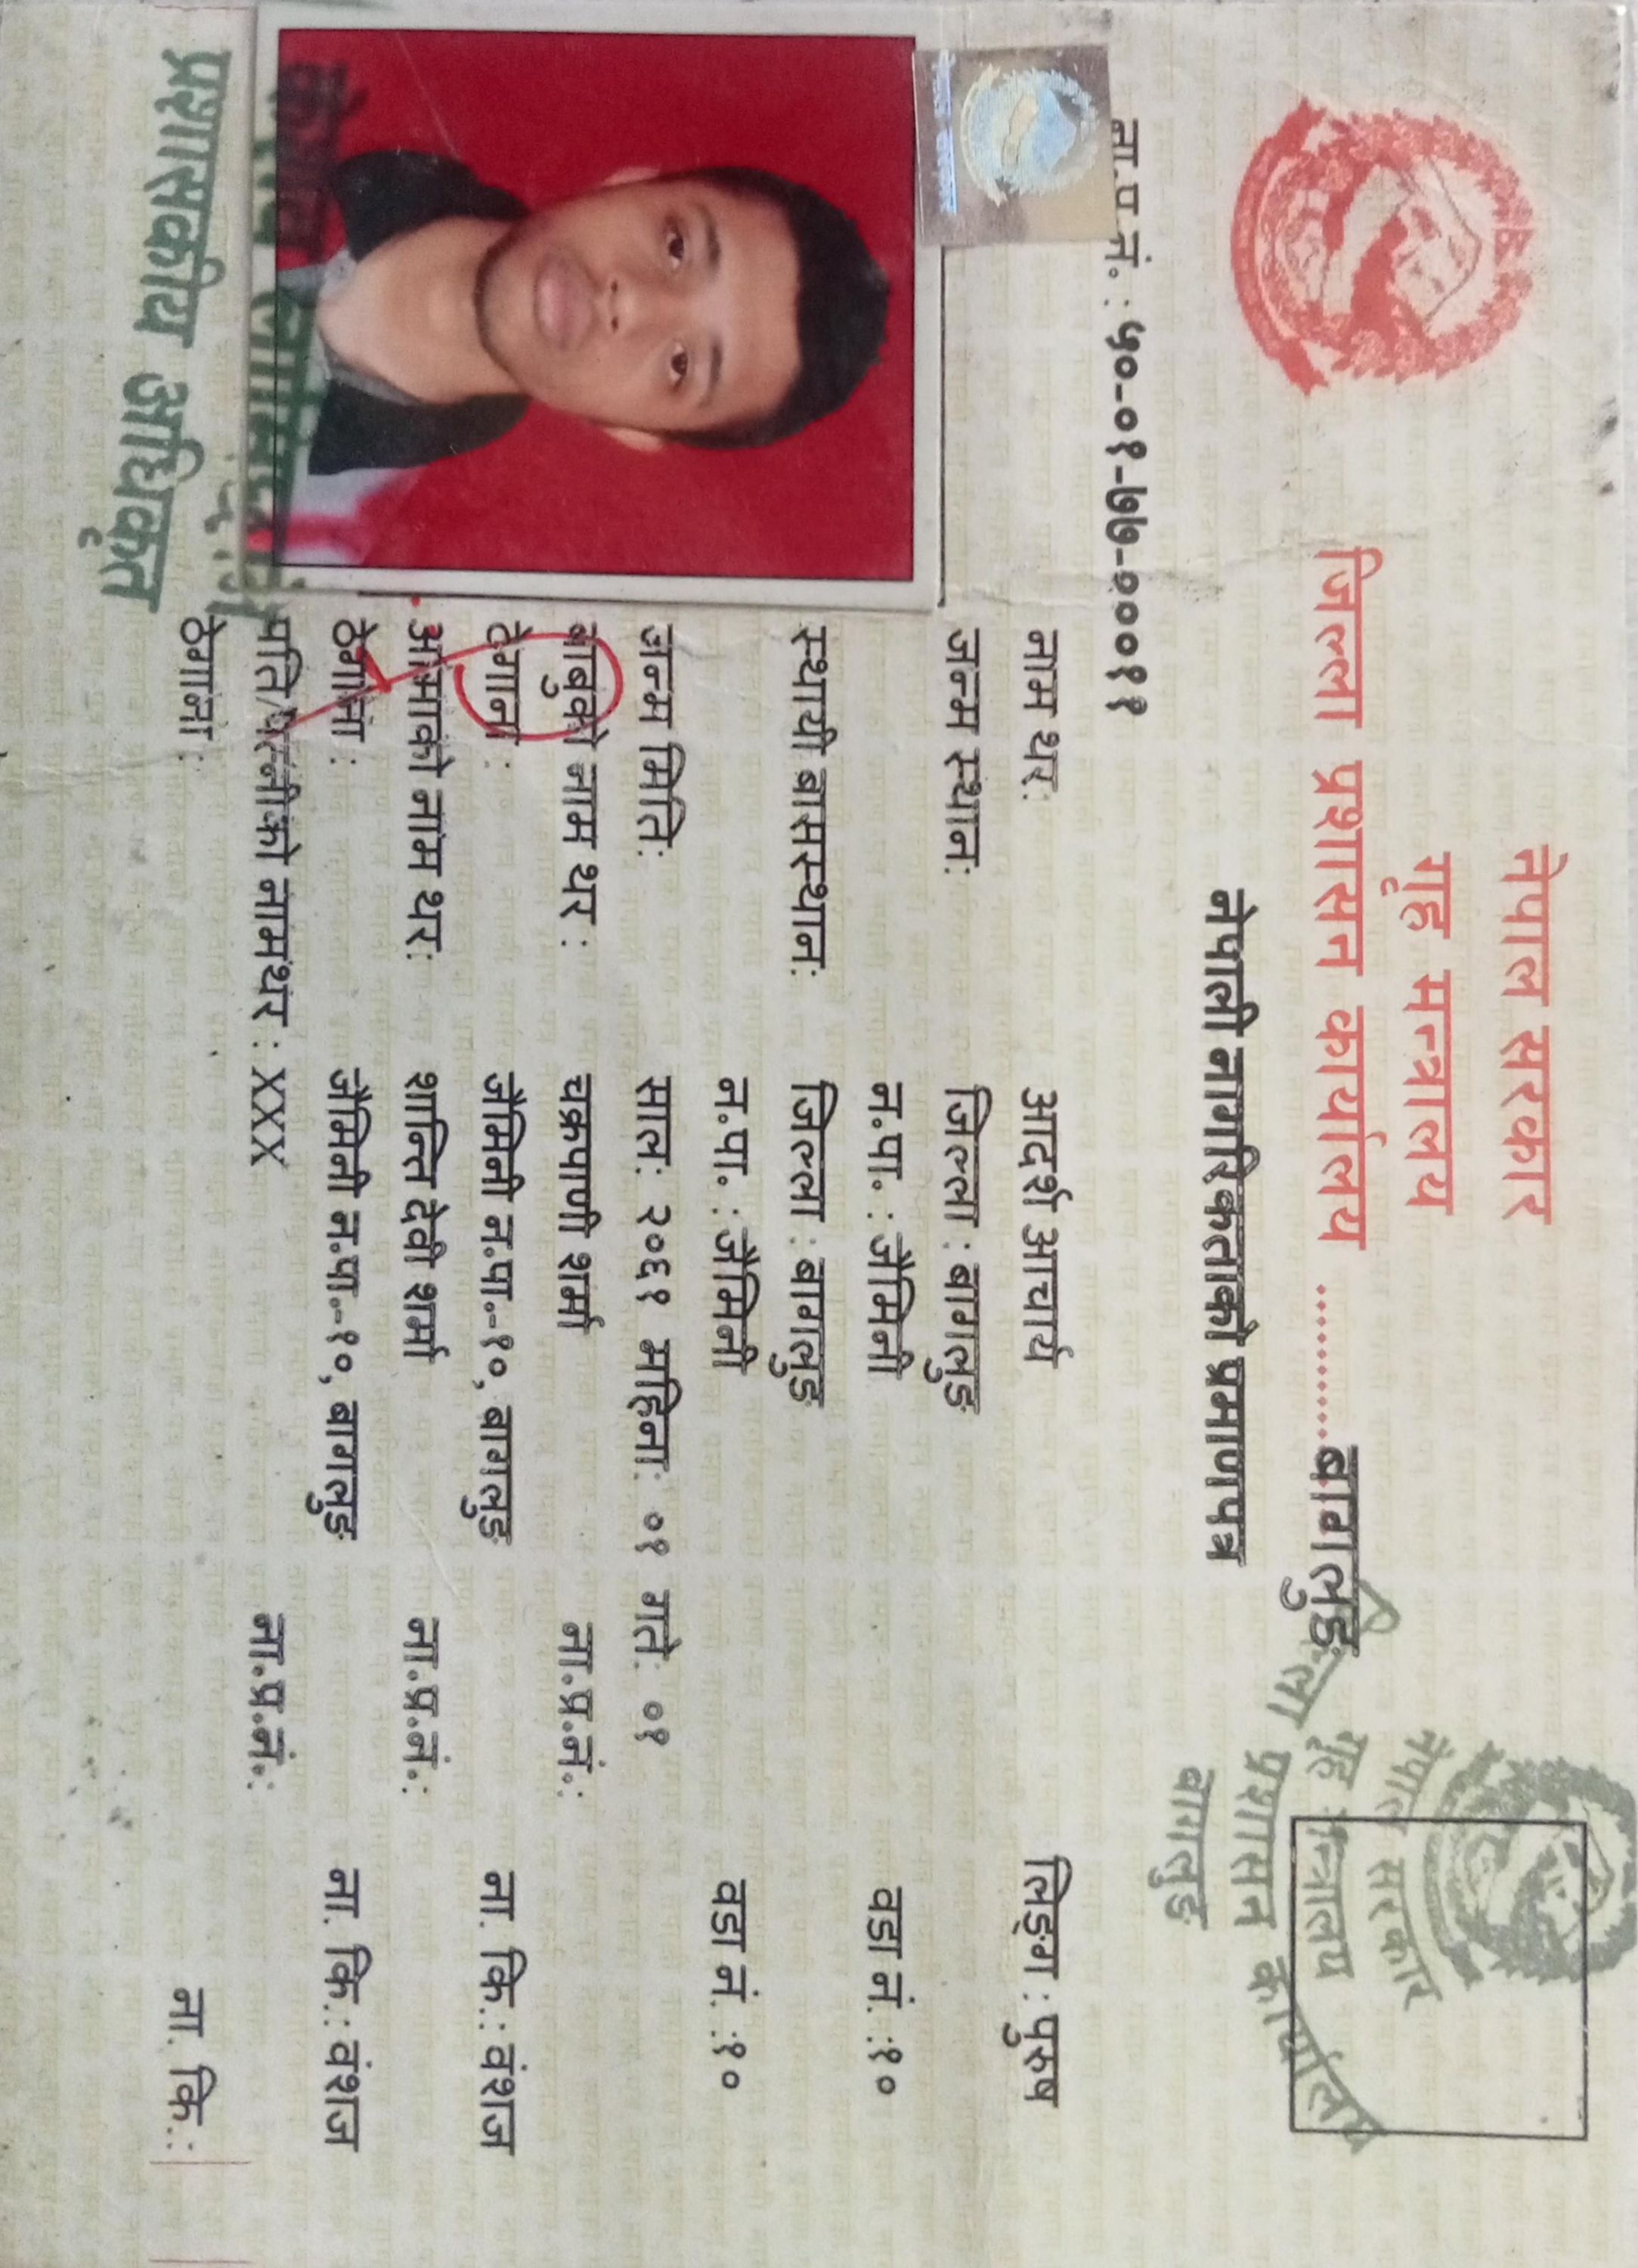 नेपाल सरकार
गृह मन्त्रालय
जिल्ला प्रशासन कार्यालय ............बागलुङ
नेपाली नागरिकताको प्रमाणपत्र
नेपाल सरकार
गृह मन्त्रालय
प्रशासन कार्यालय
बागलुङ
ना.प्र.नं. : ५०-०१-७७-०००११
नाम थर: आदर्श आचार्य लिङ्ग : पुरुष
जन्म स्थान: जिल्ला : बागलुङ
न.पा. : जैमिनी वडा नं. :१०
स्थायी बासस्थान: जिल्ला : बागलुङ
न.पा. : जैमिनी वडा नं. :१०
जन्म मिति: साल: २०६१ महिना: ०१ गते: ०१
बाबुको नाम थर : चक्रपाणी शर्मा ना.प्र.नं.:
ठेगाना : जैमिनी न.पा.-१०, बागलुङ ना. कि.: वंशज
आमाको नाम थर: शान्ति देवी शर्मा ना.प्र.नं.:
ठेगाना : जैमिनी न.पा.-१०, बागलुङ ना. कि.: वंशज
पति/पत्नीको नामथर : XXX ना.प्र.नं.:
ठेगाना : ना. कि.:
प्रशासकीय अधिकृत